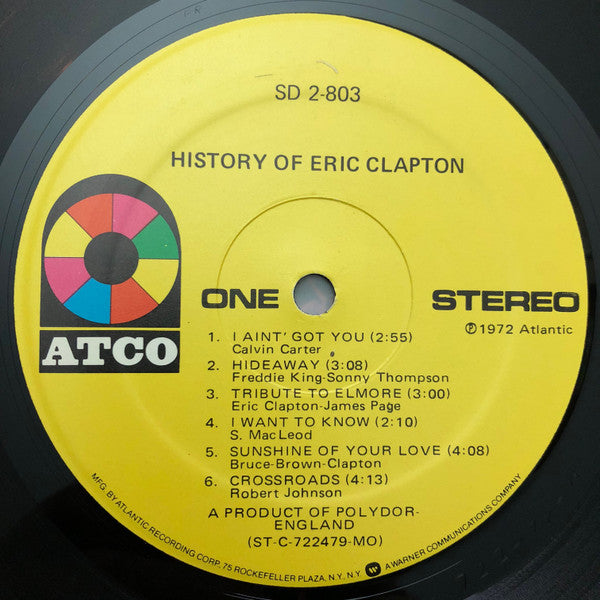 SD 2-803
HISTORY OF ERIC CLAPTON
ATCO
ONE
STEREO
℗1972 Atlantic
1. I AINT' GOT YOU (2:55)
Calvin Carter
2. HIDEAWAY (3:08)
Freddie King-Sonny Thompson
3. TRIBUTE TO ELMORE (3:00)
Eric Clapton-James Page
4. I WANT TO KNOW (2:10)
S. MacLeod
5. SUNSHINE OF YOUR LOVE (4:08)
Bruce-Brown-Clapton
6. CROSSROADS (4:13)
Robert Johnson
A PRODUCT OF POLYDOR-
ENGLAND
(ST-C-722479-MO)
MFG. BY ATLANTIC RECORDING CORP. 75 ROCKEFELLER PLAZA, N.Y., N.Y. W A WARNER COMMUNICATIONS COMPANY